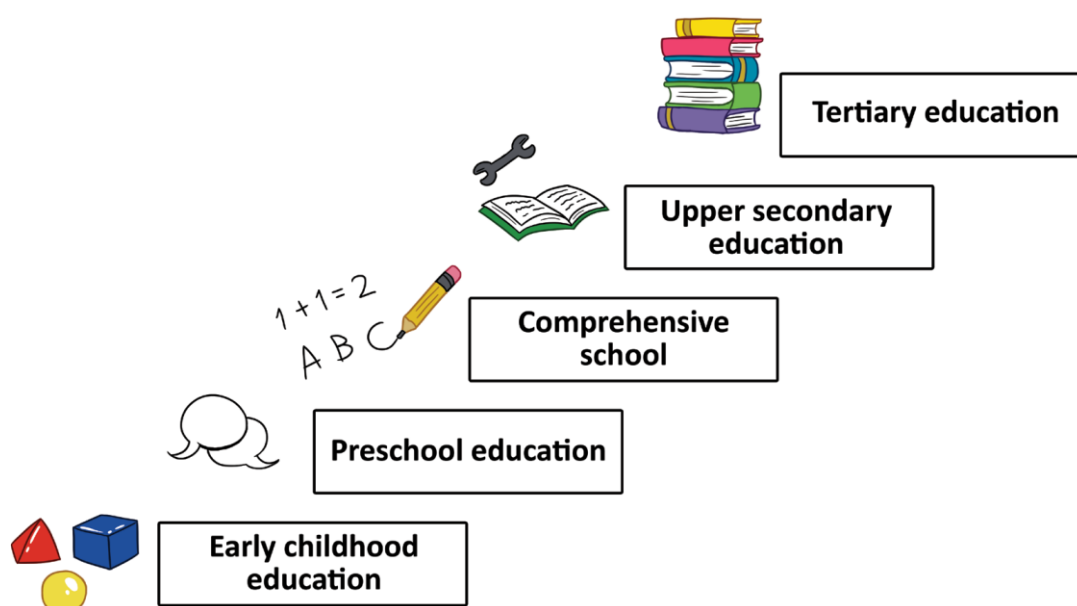 Tertiary education
Upper secondary
education
1+1=2
A B C
Comprehensive
school
Preschool education
Early childhood
education